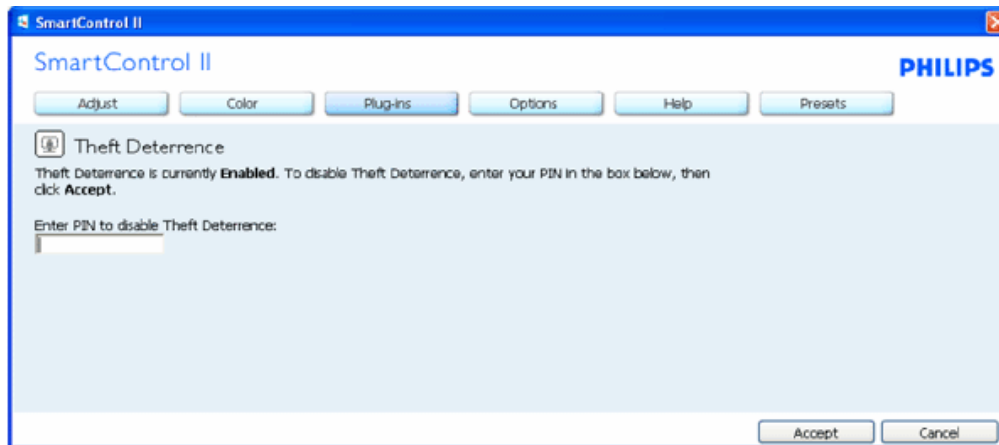 SmartControl II
SmartControl II
PHILIPS
Adjust Color Plug-ins Options Help Presets
Theft Deterrence
Theft Deterrence is currently Enabled. To disable Theft Deterrence, enter your PIN in the box below, then
click Accept.
Enter PIN to disable Theft Deterrence:
Accept Cancel